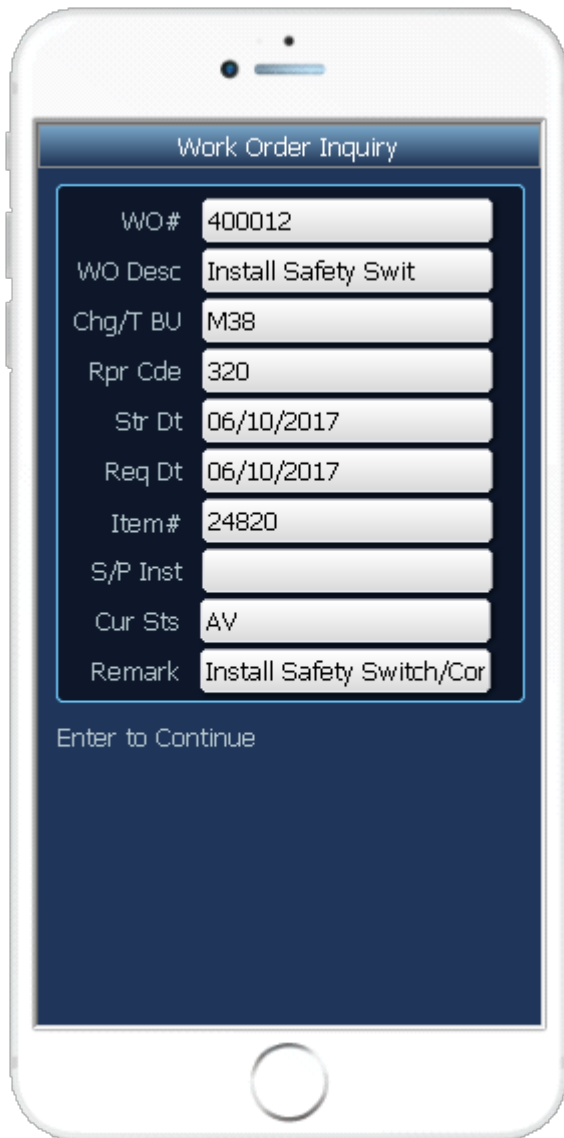 Work Order Inquiry
WO# 400012
WO Desc Install Safety Swit
Chg/T BU M38
Rpr Cde 320
Str Dt 06/10/2017
Req Dt 06/10/2017
Item# 24820
S/P Inst
Cur Sts AV
Remark Install Safety Switch/Cor
Enter to Continue